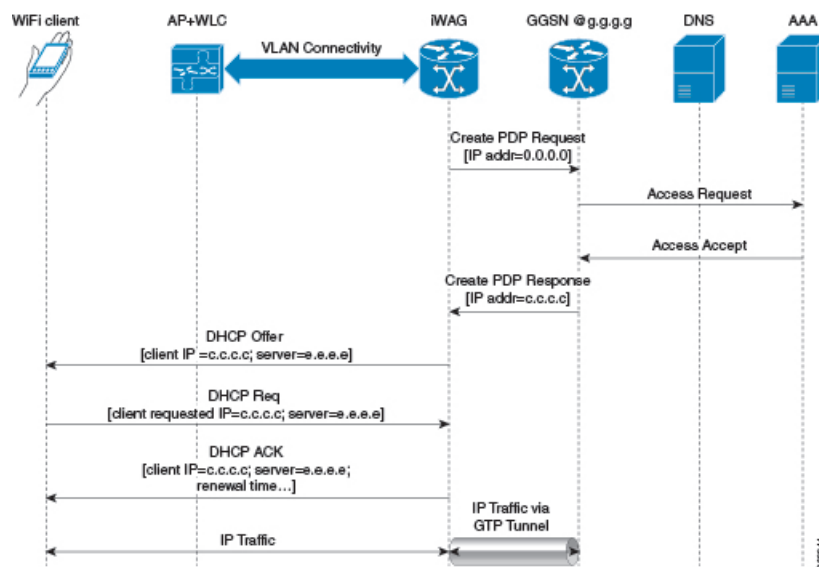 WiFi client
AP+WLC
iWAG
GGSN @g.g.g.g
DNS
AAA
VLAN Connectivity
Create PDP Request
[IP addr=0.0.0.0]
Access Request
Access Accept
Create PDP Response
[IP addr=c.c.c.c]
DHCP Offer
[client IP =c.c.c.c; server=e.e.e.e]
DHCP Req
[client requested IP=c.c.c.c; server=e.e.e.e]
DHCP ACK
[client IP=c.c.c.c; server=e.e.e.e;
renewal time…]
IP Traffic via
GTP Tunnel
IP Traffic